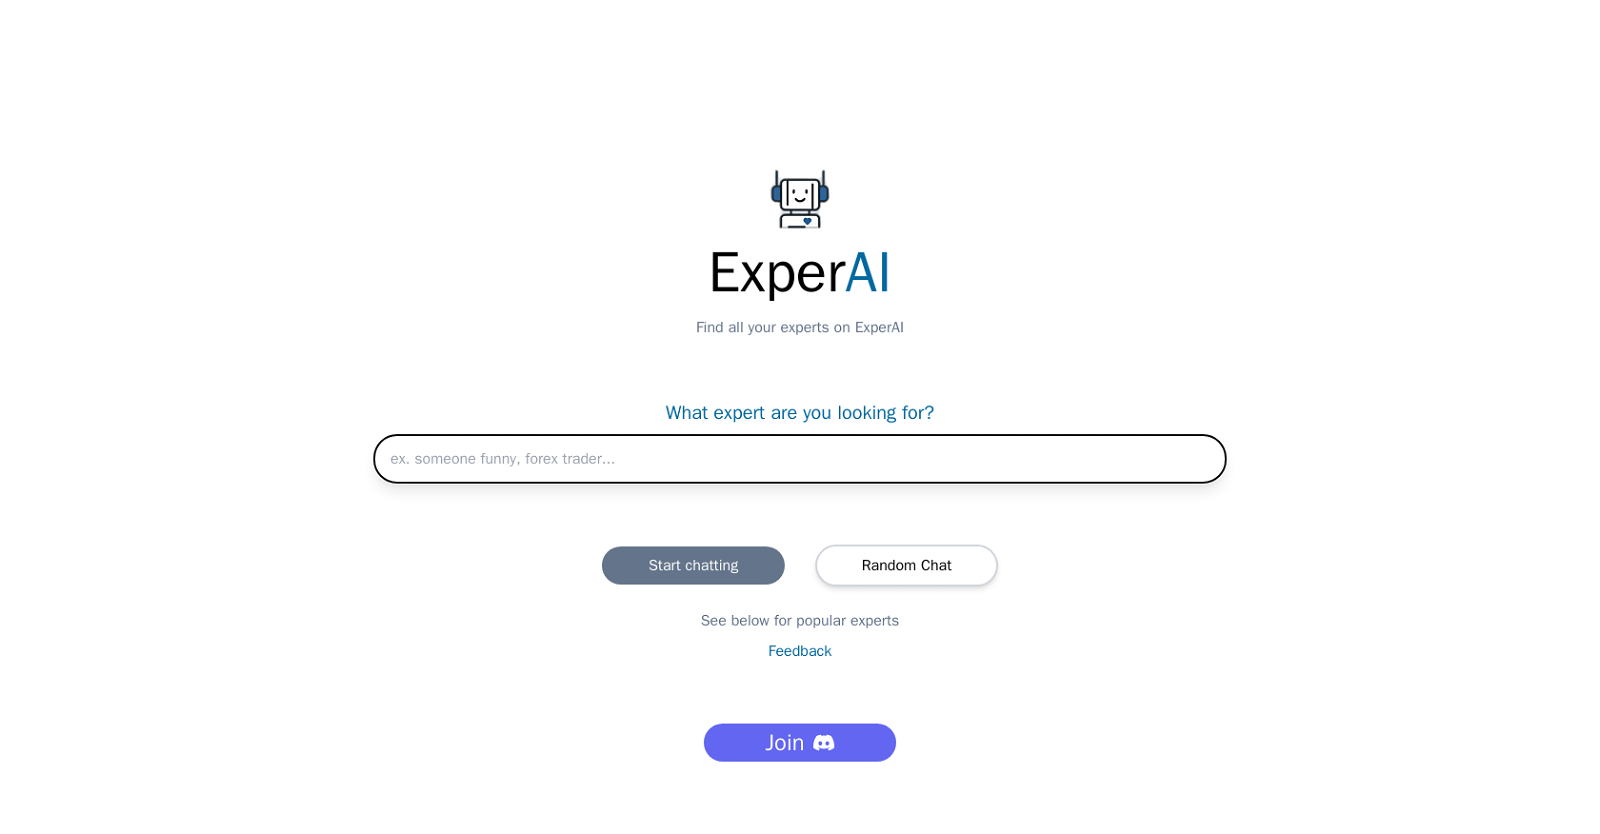 ExperAI
Find all your experts on ExperAI
What expert are you looking for?
ex. someone funny, forex trader...
Start chatting
Random Chat
See below for popular experts
Feedback
Join